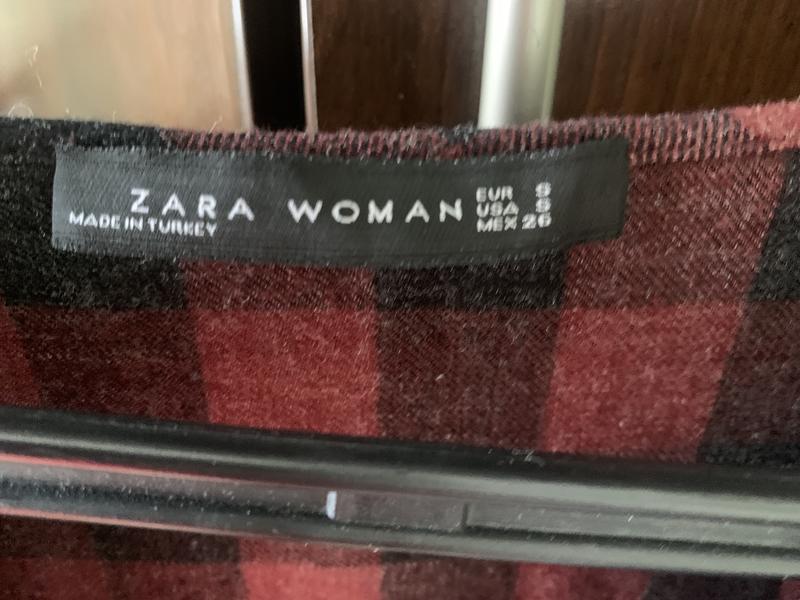 ZARA WOMAN
MADE IN TURKEY
EUR S
USA S
MEX 26